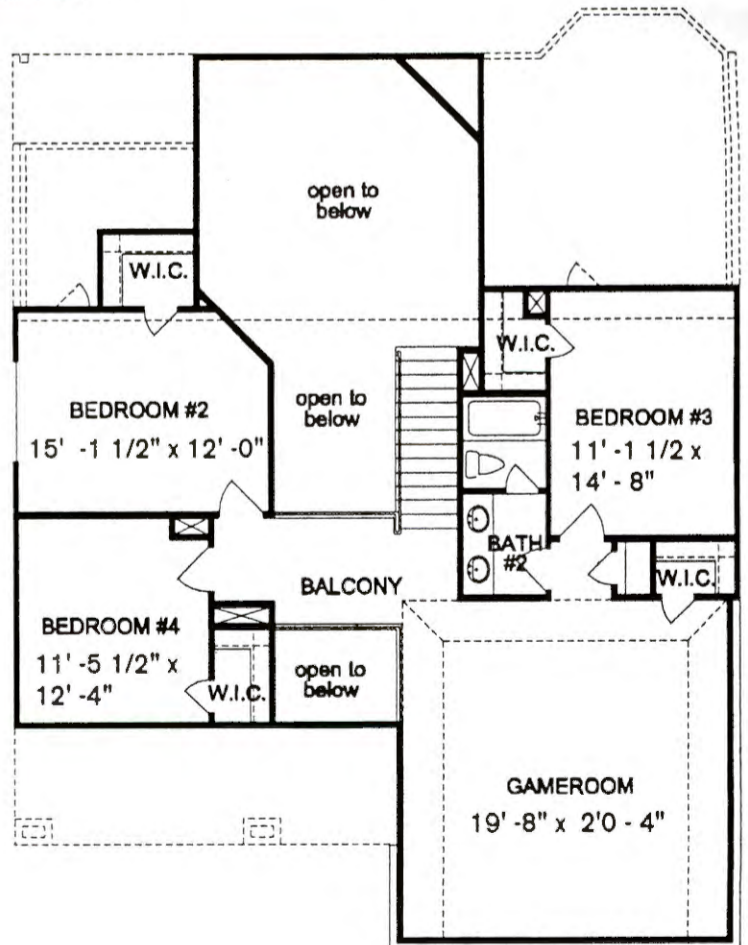 open to
below
W.I.C.
W.I.C.
open to
below
BEDROOM #2
15' -1 1/2" x 12' -0"
BEDROOM #3
11' -1 1/2 x
14' - 8"
BATH
#2
BALCONY
W.I.C.
BEDROOM #4
11' -5 1/2" x
12' -4"
W.I.C.
open to
below
GAMEROOM
19' -8" x 2'0 - 4"